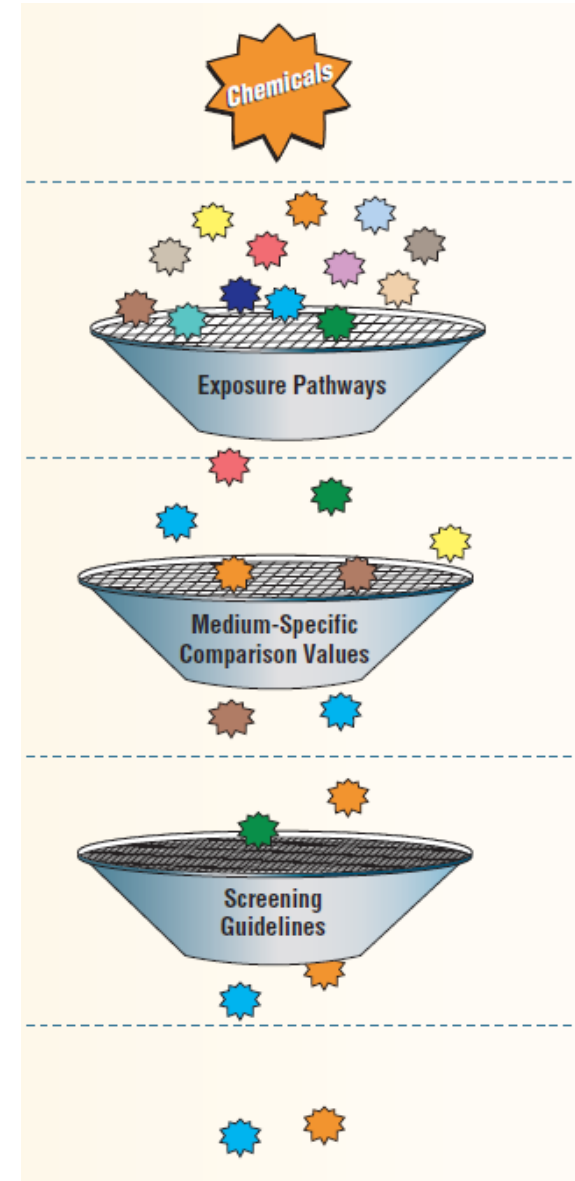 Chemicals
Exposure Pathways
Medium-Specific
Comparison Values
Screening
Guidelines